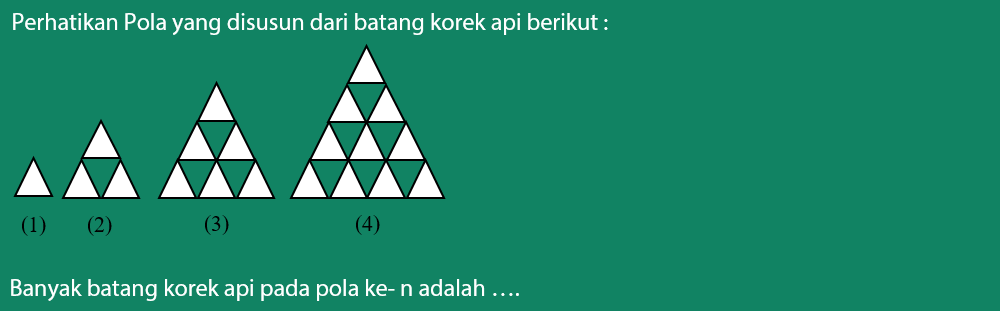 Perhatikan Pola yang disusun dari batang korek api berikut :
(1) (2) (3) (4)
Banyak batang korek api pada pola ke- n adalah ....